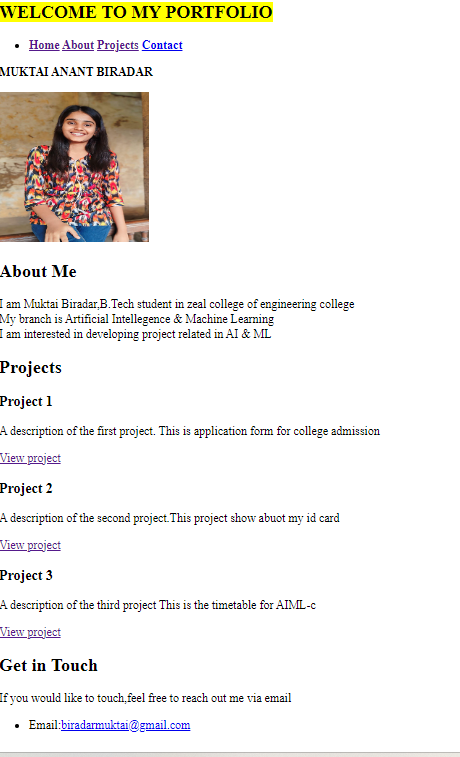 WELCOME TO MY PORTFOLIO
Home About Projects Contact
MUKTAI ANANT BIRADAR
About Me
I am Muktai Biradar,B.Tech student in zeal college of engineering college
My branch is Artificial Intellegence & Machine Learning
I am interested in developing project related in AI & ML
Projects
Project 1
A description of the first project. This is application form for college admission
View project
Project 2
A description of the second project.This project show abuot my id card
View project
Project 3
A description of the third project This is the timetable for AIML-c
View project
Get in Touch
If you would like to touch,feel free to reach out me via email
Email:biradarmuktai@gmail.com